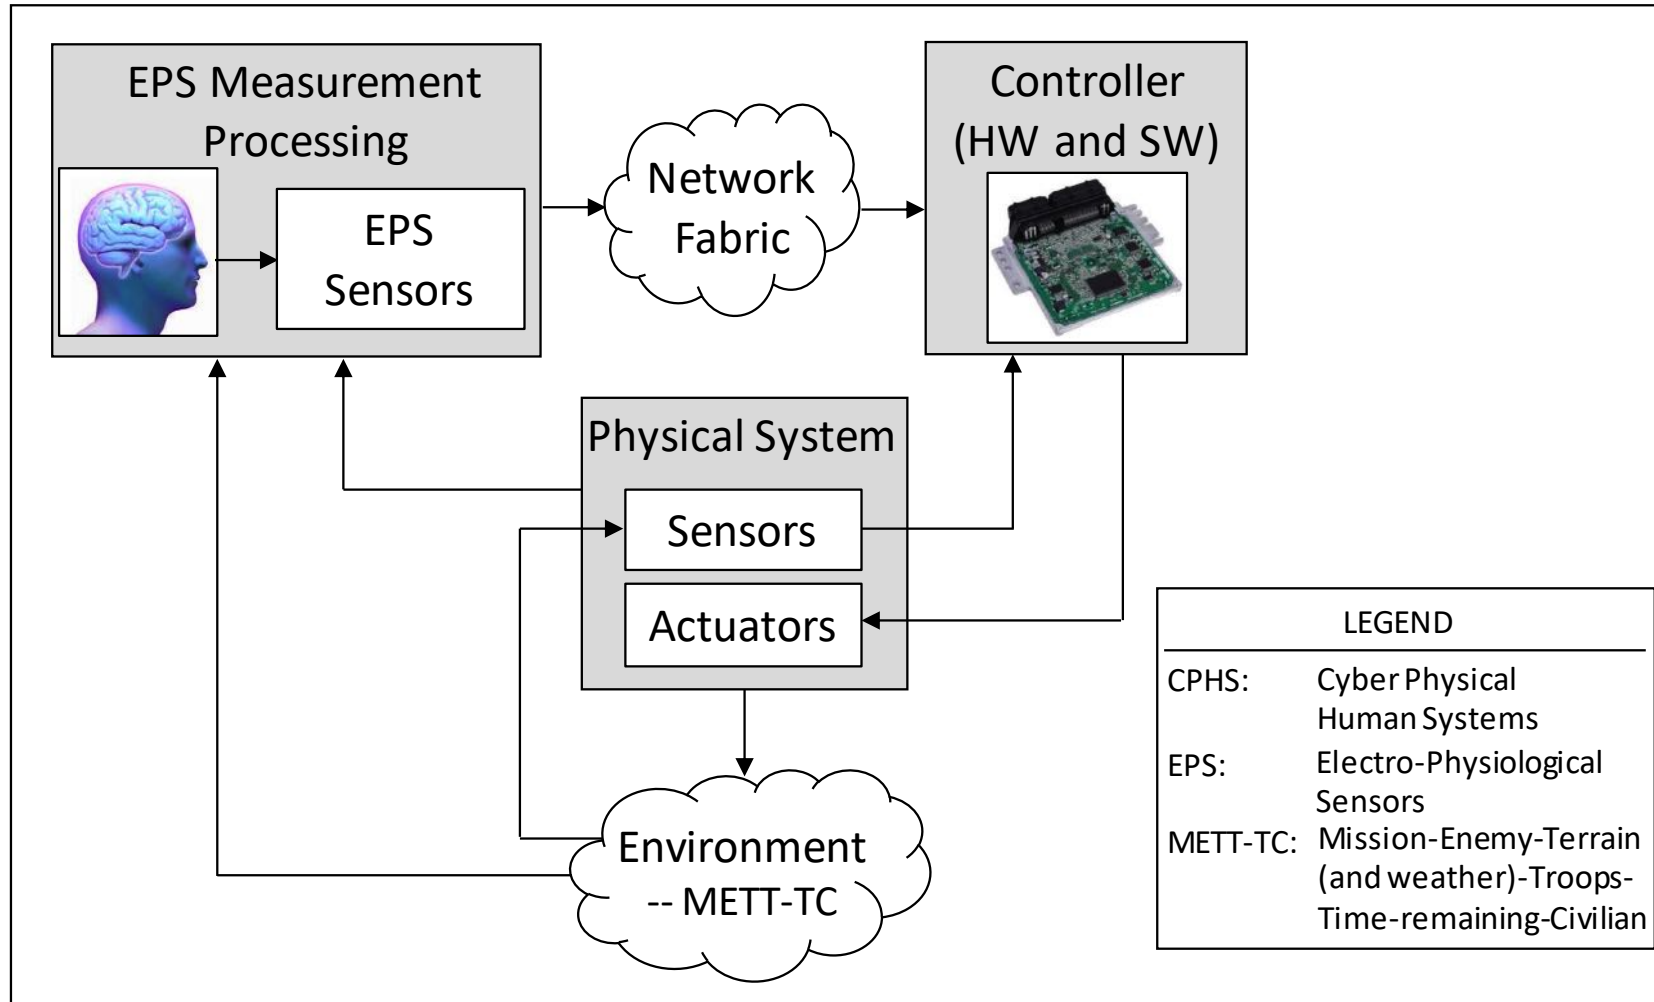 EPS Measurement
Processing
EPS
Sensors
Network
Fabric
Controller
(HW and SW)
Physical System
Sensors
Actuators
Environment
-- METT-TC
LEGEND
CPHS: Cyber Physical
Human Systems
EPS: Electro-Physiological
Sensors
METT-TC: Mission-Enemy-Terrain
(and weather)-Troops-
Time-remaining-Civilian